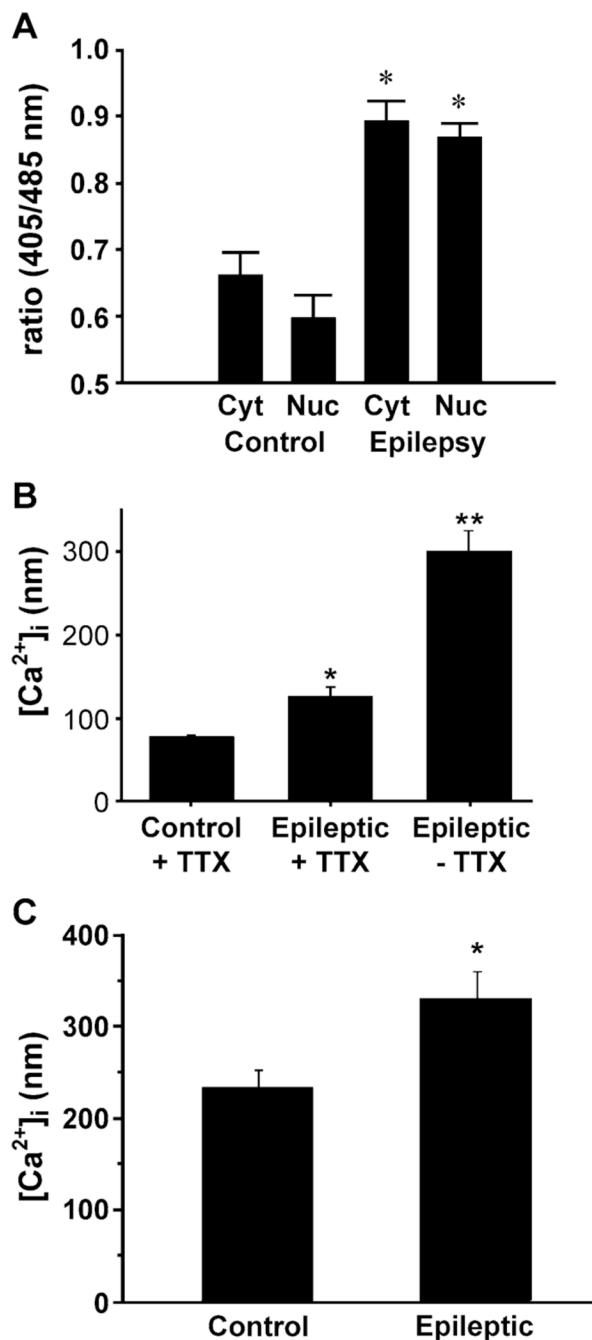 A
ratio (405/485 nm)
1.0
0.9
0.8
0.7
0.6
0.5
* *
Cyt Nuc Cyt Nuc
Control Epilepsy
B
[Ca²⁺]ᵢ (nm)
300
200
100
0
*
**
Control Epileptic Epileptic
+ TTX + TTX - TTX
C
[Ca²⁺]ᵢ (nm)
400
300
200
100
0
*
Control Epileptic